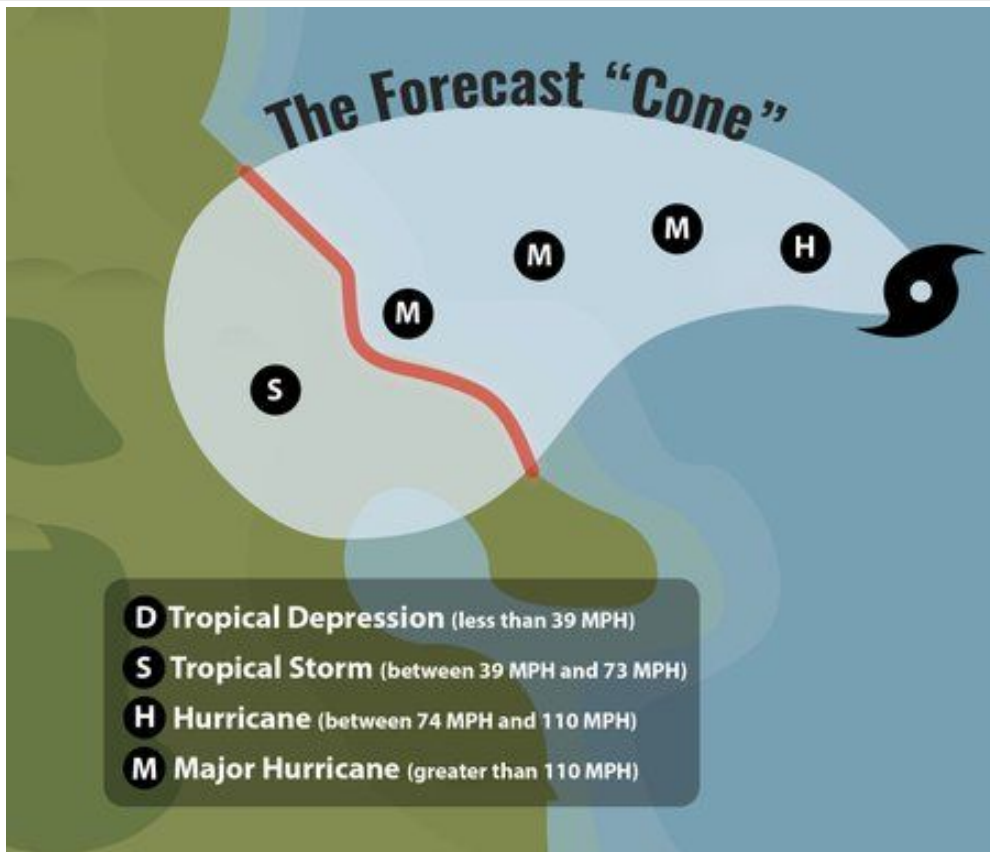 The Forecast “Cone”
M
H
M
M
S
D Tropical Depression (less than 39 MPH)
S Tropical Storm (between 39 MPH and 73 MPH)
H Hurricane (between 74 MPH and 110 MPH)
M Major Hurricane (greater than 110 MPH)